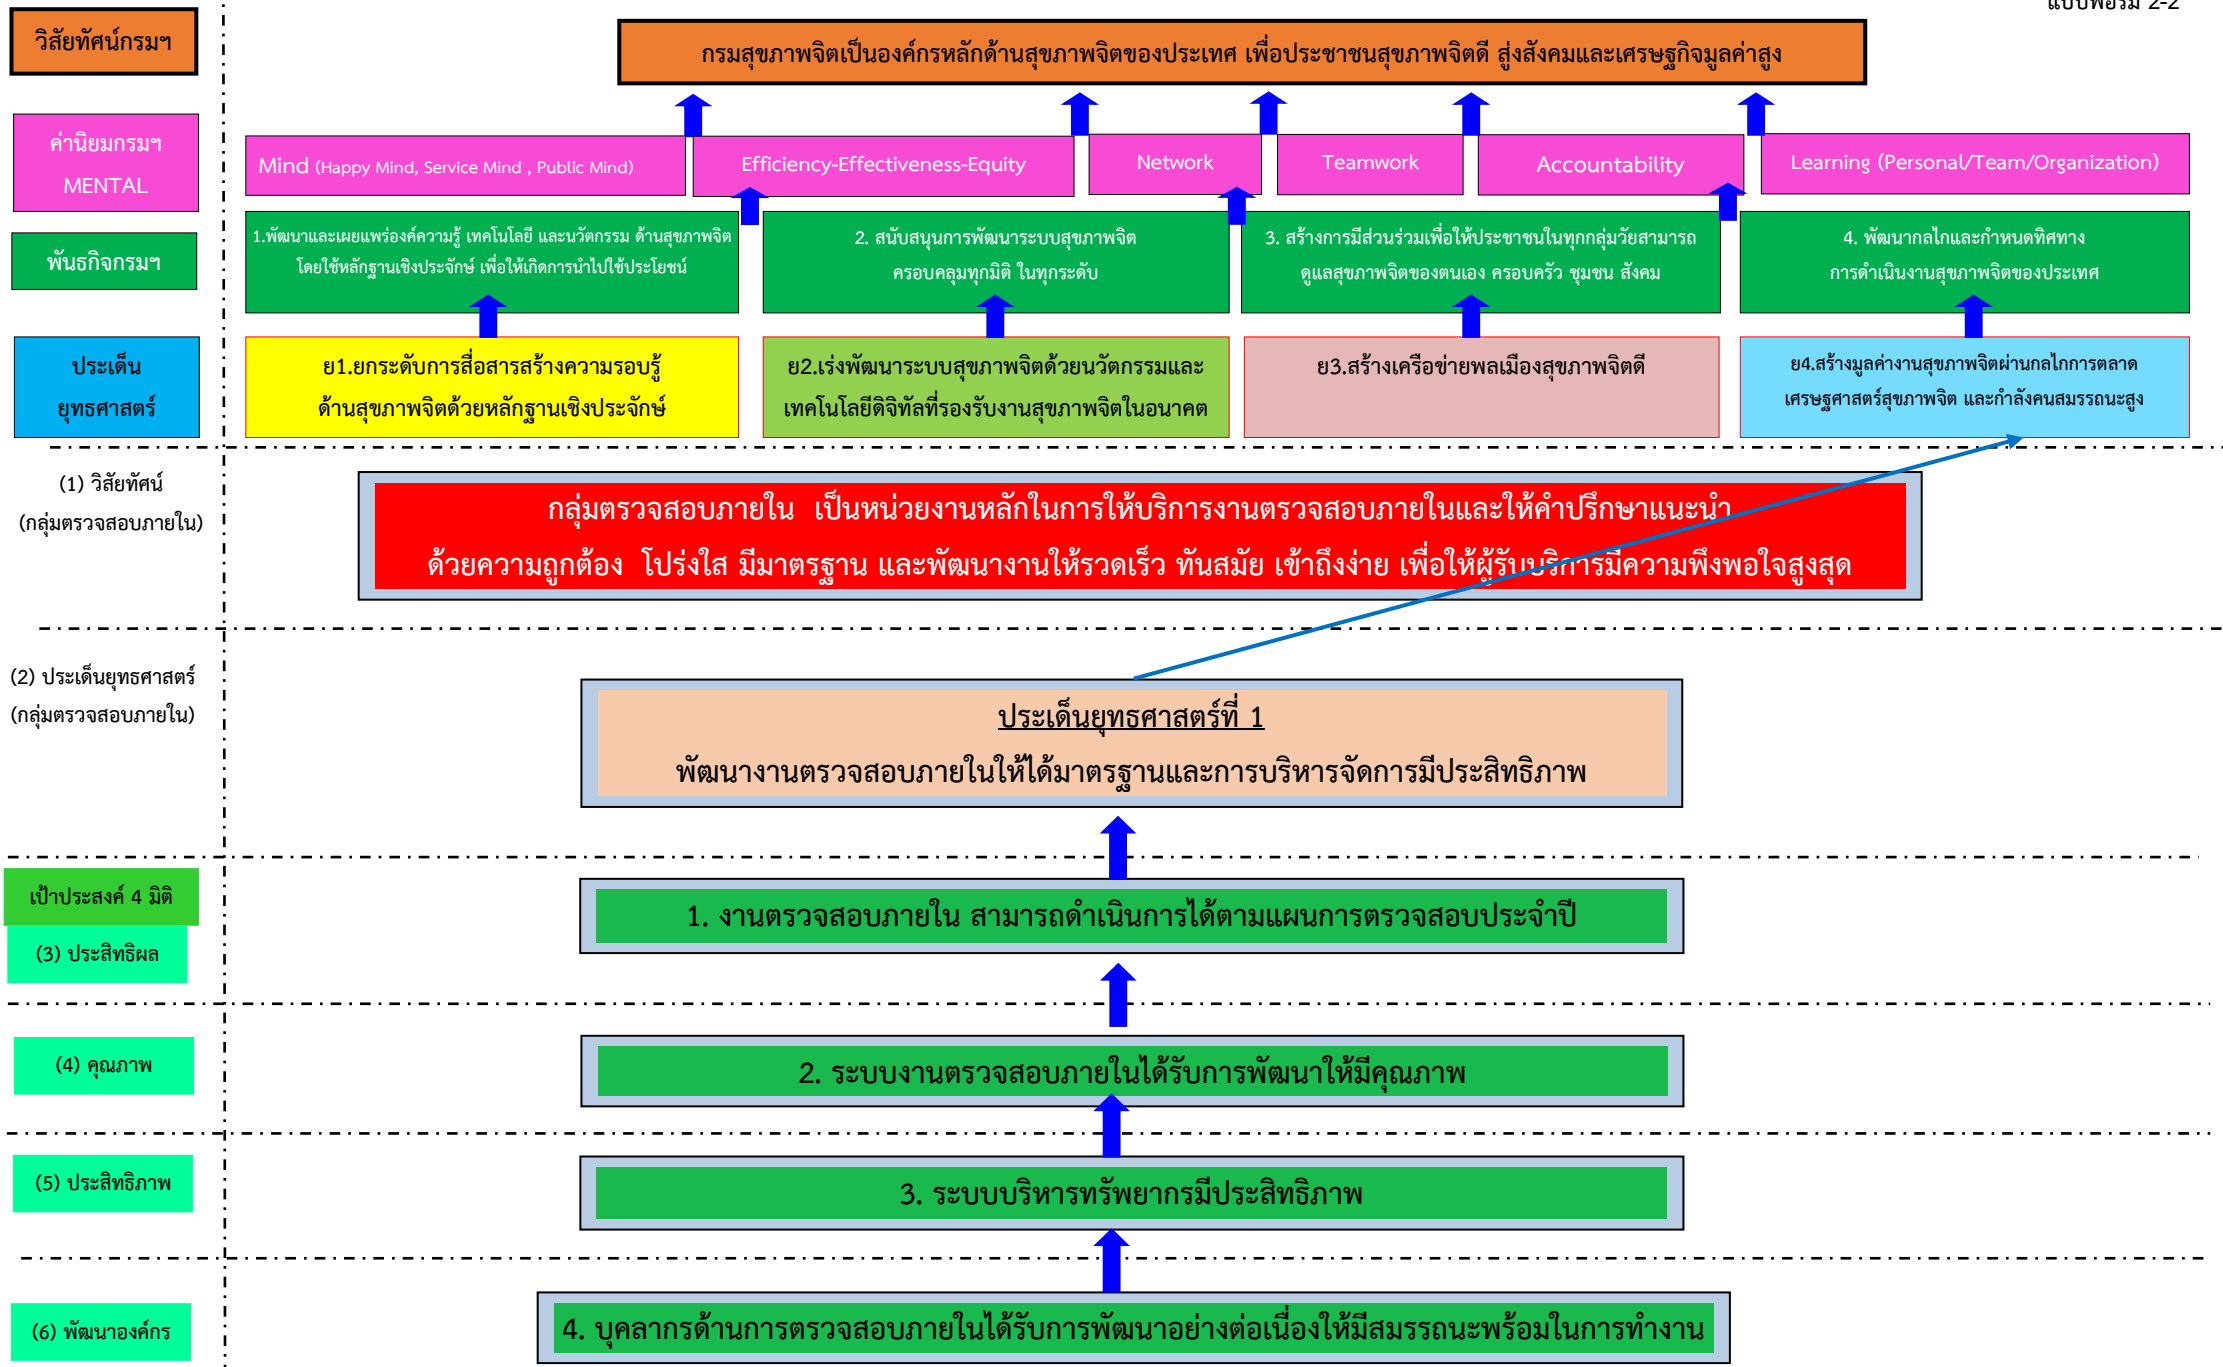 แบบฟอร์ม 2-2
วิสัยทัศน์กรมฯ
กรมสุขภาพจิตเป็นองค์กรหลักด้านสุขภาพจิตของประเทศ เพื่อประชาชนสุขภาพจิตดี สู่งสังคมและเศรษฐกิจมูลค่าสูง
ค่านิยมกรมฯ
MENTAL
Mind (Happy Mind, Service Mind , Public Mind)
Efficiency-Effectiveness-Equity
Network
Teamwork
Accountability
Learning (Personal/Team/Organization)
พันธกิจกรมฯ
1.พัฒนาและเผยแพร่องค์ความรู้ เทคโนโลยี และนวัตกรรม ด้านสุขภาพจิต
โดยใช้หลักฐานเชิงประจักษ์ เพื่อให้เกิดการนำไปใช้ประโยชน์
2. สนับสนุนการพัฒนาระบบสุขภาพจิต
ครอบคลุมทุกมิติ ในทุกระดับ
3. สร้างการมีส่วนร่วมเพื่อให้ประชาชนในทุกกลุ่มวัยสามารถ
ดูแลสุขภาพจิตของตนเอง ครอบครัว ชุมชน สังคม
4. พัฒนากลไกและกำหนดทิศทาง
การดำเนินงานสุขภาพจิตของประเทศ
ประเด็น
ยุทธศาสตร์
ย1.ยกระดับการสื่อสารสร้างความรอบรู้
ด้านสุขภาพจิตด้วยหลักฐานเชิงประจักษ์
ย2.เร่งพัฒนาระบบสุขภาพจิตด้วยนวัตกรรมและ
เทคโนโลยีดิจิทัลที่รองรับงานสุขภาพจิตในอนาคต
ย3.สร้างเครือข่ายพลเมืองสุขภาพจิตดี
ย4.สร้างมูลค่างานสุขภาพจิตผ่านกลไกการตลาด
เศรษฐศาสตร์สุขภาพจิต และกำลังคนสมรรถนะสูง
(1) วิสัยทัศน์
(กลุ่มตรวจสอบภายใน)
กลุ่มตรวจสอบภายใน เป็นหน่วยงานหลักในการให้บริการงานตรวจสอบภายในและให้คำปรึกษาแนะนำ
ด้วยความถูกต้อง โปร่งใส มีมาตรฐาน และพัฒนางานให้รวดเร็ว ทันสมัย เข้าถึงง่าย เพื่อให้ผู้รับบริการมีความพึงพอใจสูงสุด
(2) ประเด็นยุทธศาสตร์
(กลุ่มตรวจสอบภายใน)
ประเด็นยุทธศาสตร์ที่ 1
พัฒนางานตรวจสอบภายในให้ได้มาตรฐานและการบริหารจัดการมีประสิทธิภาพ
เป้าประสงค์ 4 มิติ
(3) ประสิทธิผล
1. งานตรวจสอบภายใน สามารถดำเนินการได้ตามแผนการตรวจสอบประจำปี
(4) คุณภาพ
2. ระบบงานตรวจสอบภายในได้รับการพัฒนาให้มีคุณภาพ
(5) ประสิทธิภาพ
3. ระบบบริหารทรัพยากรมีประสิทธิภาพ
(6) พัฒนาองค์กร
4. บุคลากรด้านการตรวจสอบภายในได้รับการพัฒนาอย่างต่อเนื่องให้มีสมรรถนะพร้อมในการทำงาน